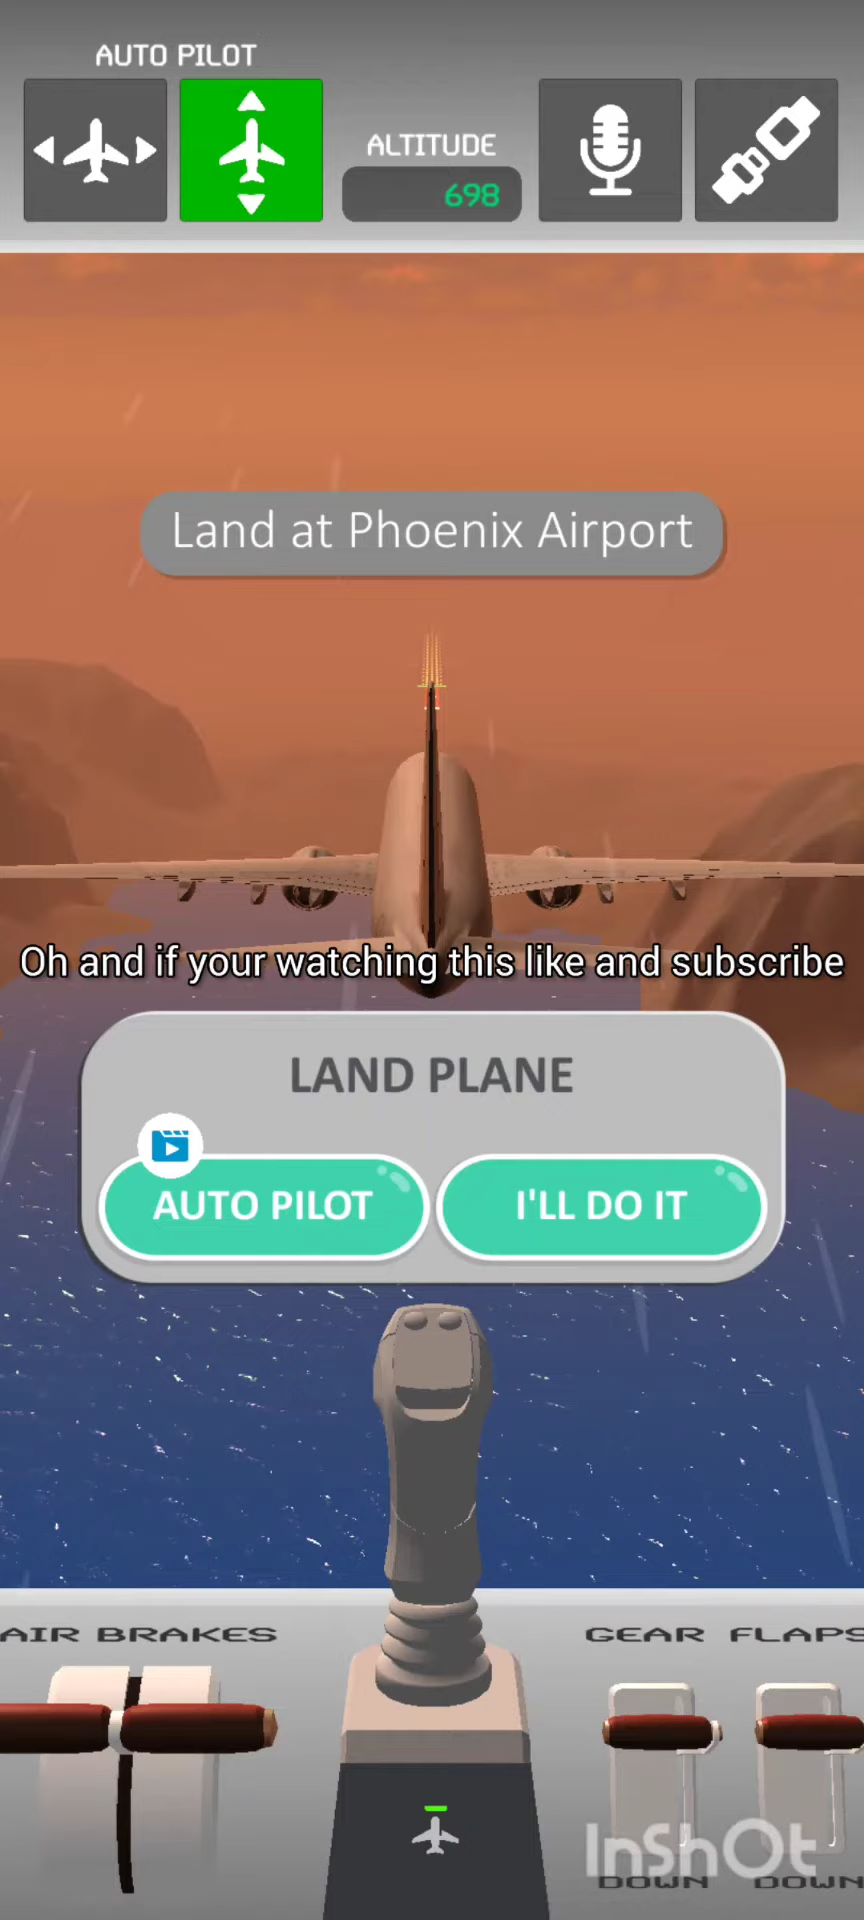 AUTO PILOT
ALTITUDE
698
Land at Phoenix Airport
Oh and if your watching this like and subscribe
LAND PLANE
AUTO PILOT
I'LL DO IT
AIR BRAKES
GEAR
FLAPS
DOWN
DOWN
InShOt